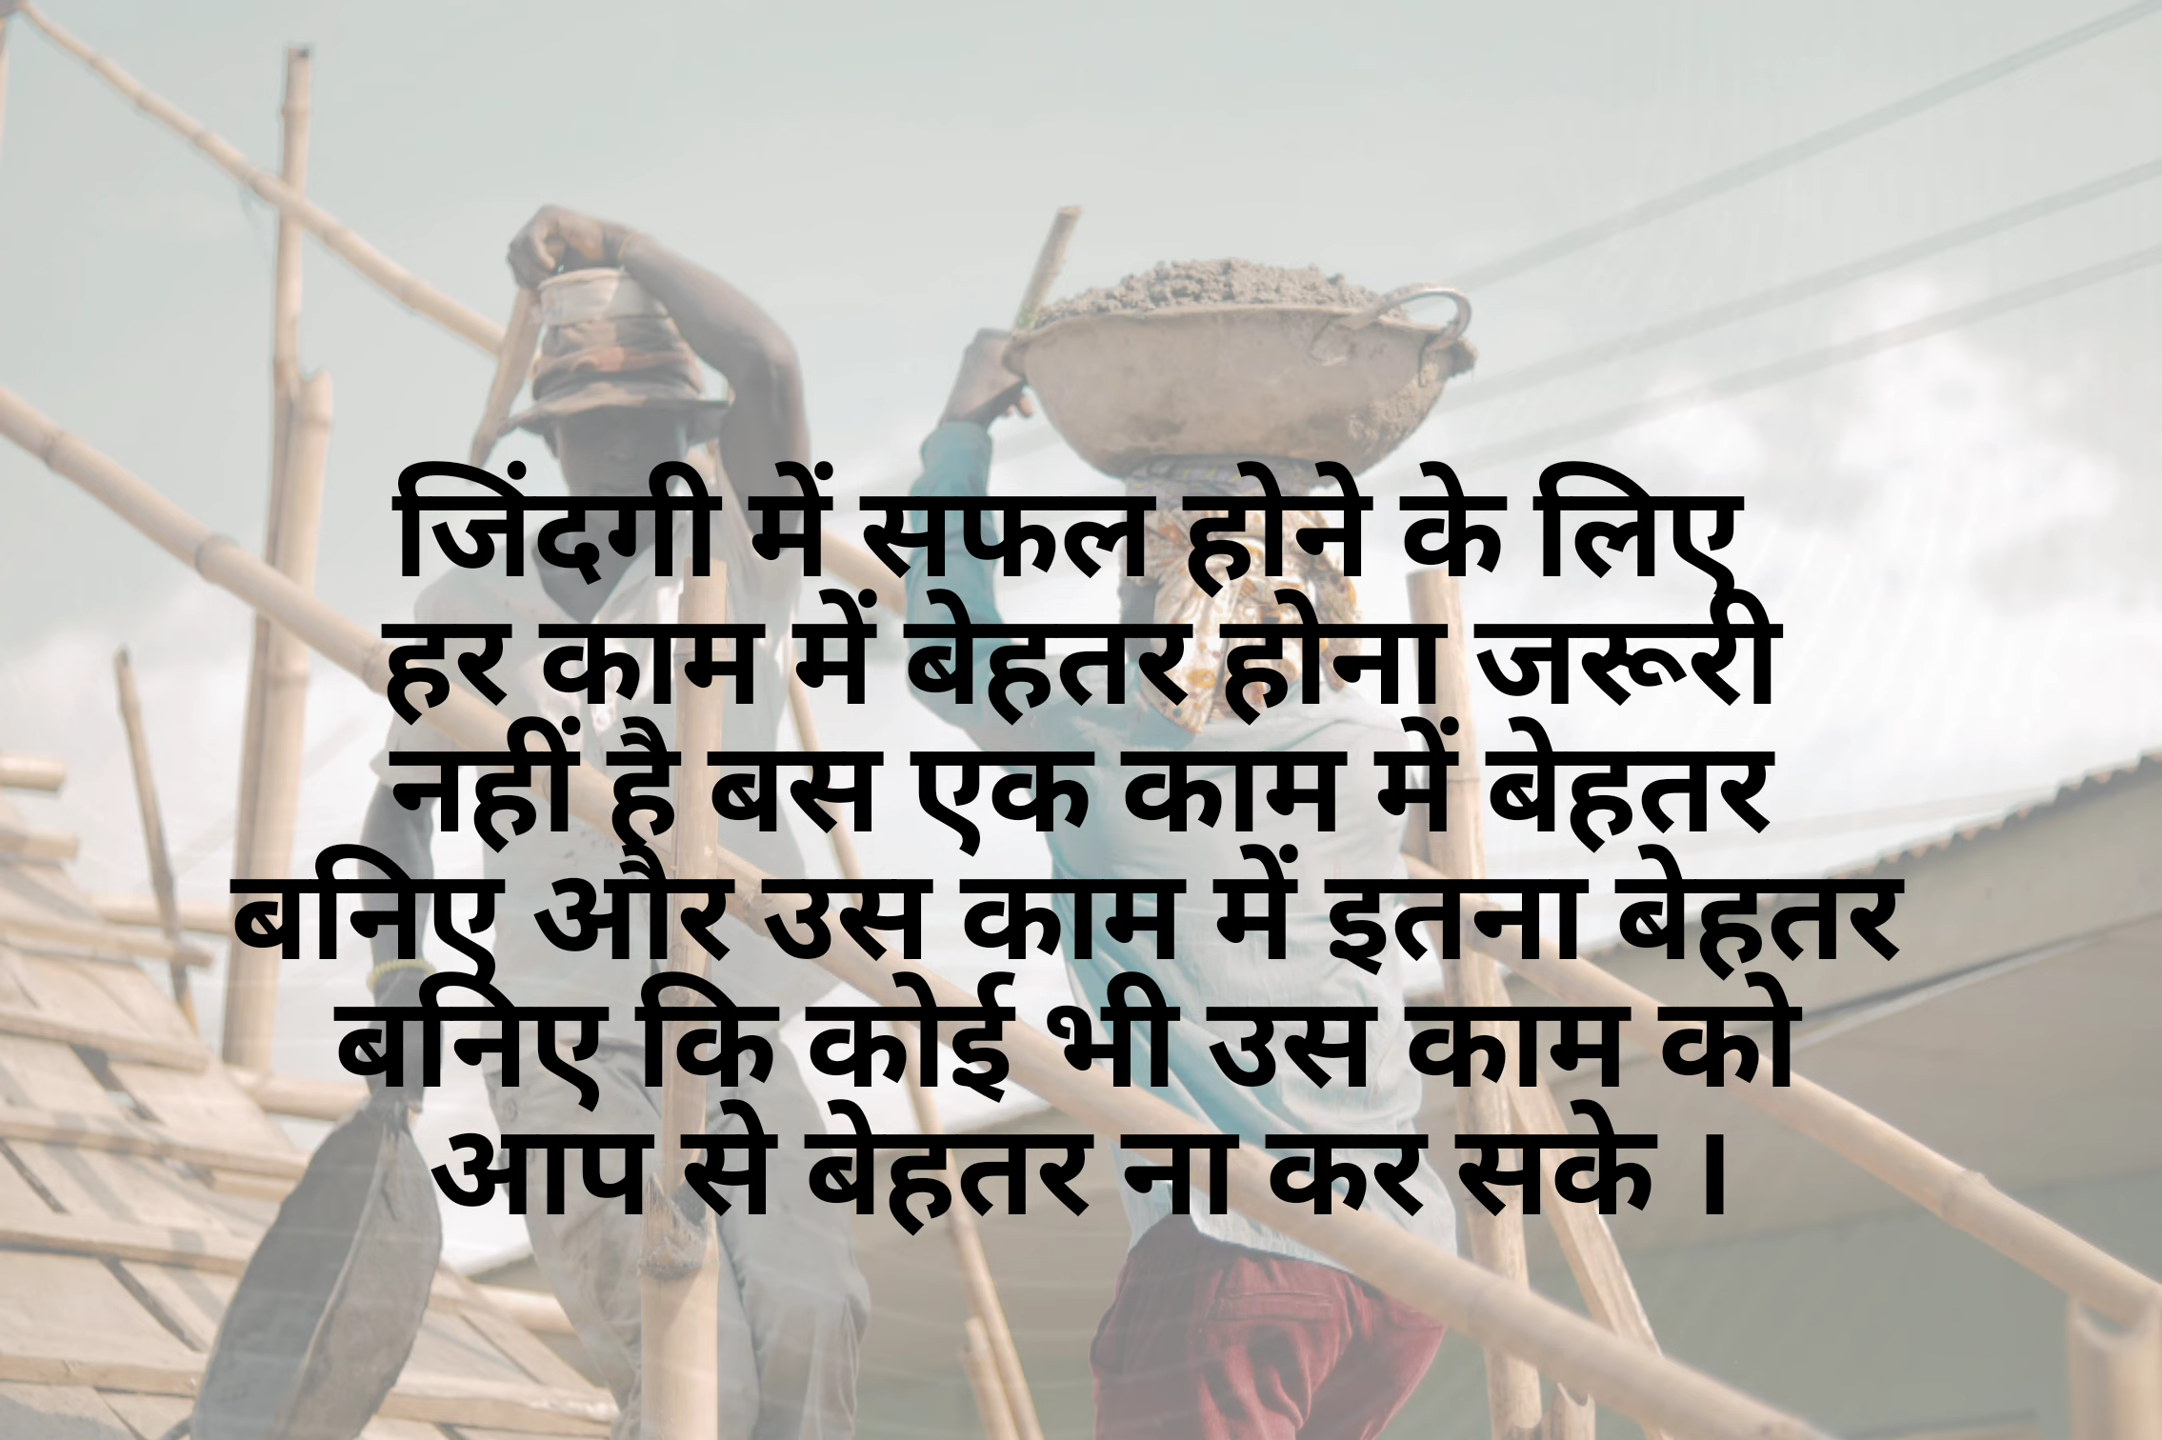 जिंदगी में सफल होने के लिए
हर काम में बेहतर होना जरूरी
नहीं है बस एक काम में बेहतर
बनिए और उस काम में इतना बेहतर
बनिए कि कोई भी उस काम को
आप से बेहतर ना कर सके ।